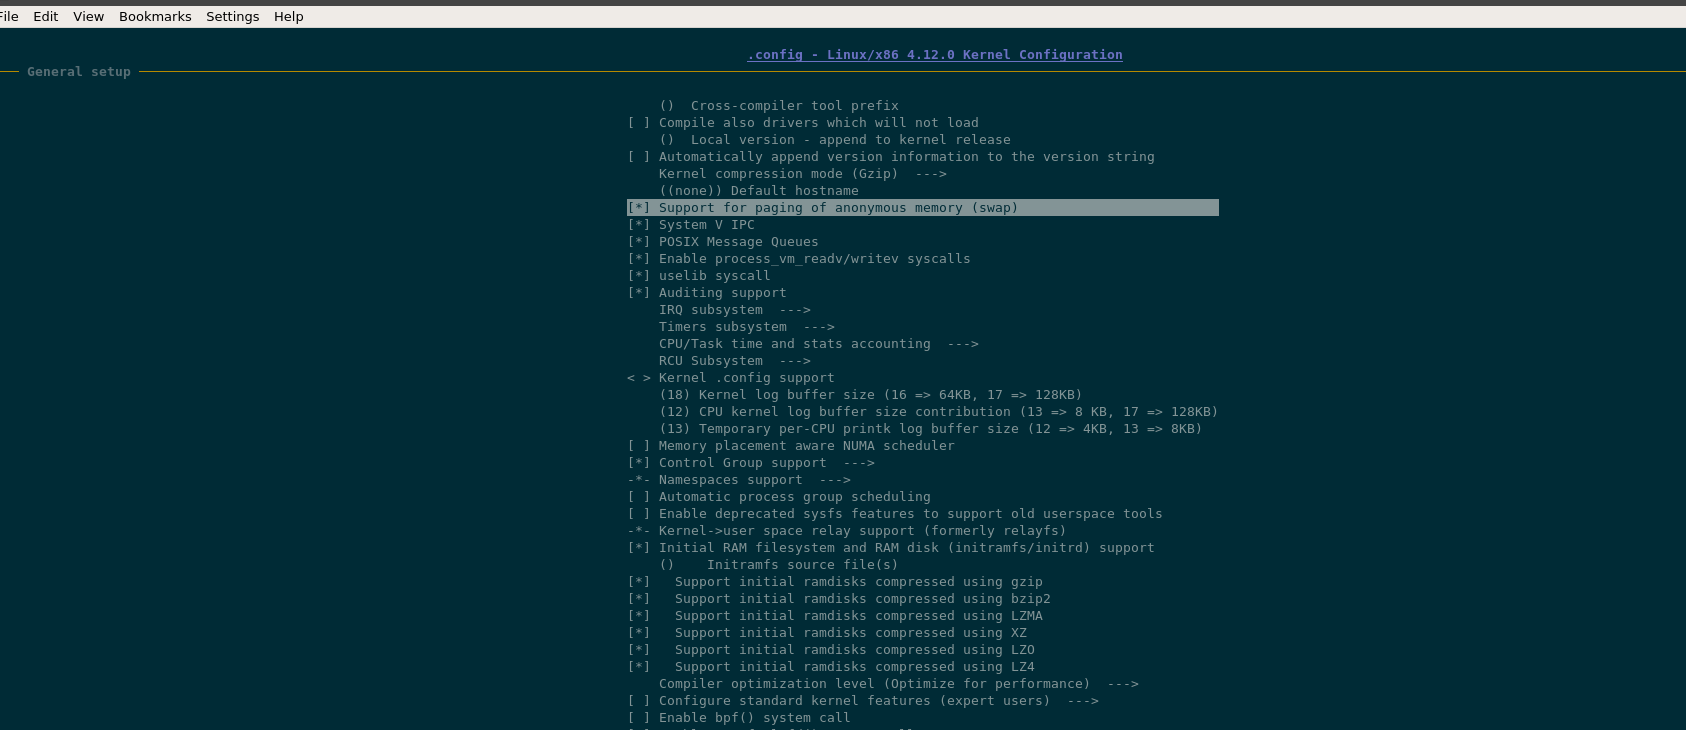 File Edit View Bookmarks Settings Help
.config - Linux/x86 4.12.0 Kernel Configuration
General setup
() Cross-compiler tool prefix
[ ] Compile also drivers which will not load
() Local version - append to kernel release
[ ] Automatically append version information to the version string
Kernel compression mode (Gzip) --->
((none)) Default hostname
[*] Support for paging of anonymous memory (swap)
[*] System V IPC
[*] POSIX Message Queues
[*] Enable process_vm_readv/writev syscalls
[*] uselib syscall
[*] Auditing support
IRQ subsystem --->
Timers subsystem --->
CPU/Task time and stats accounting --->
RCU Subsystem --->
< > Kernel .config support
(18) Kernel log buffer size (16 => 64KB, 17 => 128KB)
(12) CPU kernel log buffer size contribution (13 => 8 KB, 17 => 128KB)
(13) Temporary per-CPU printk log buffer size (12 => 4KB, 13 => 8KB)
[ ] Memory placement aware NUMA scheduler
[*] Control Group support --->
-*- Namespaces support --->
[ ] Automatic process group scheduling
[ ] Enable deprecated sysfs features to support old userspace tools
-*- Kernel->user space relay support (formerly relayfs)
[*] Initial RAM filesystem and RAM disk (initramfs/initrd) support
() Initramfs source file(s)
[*] Support initial ramdisks compressed using gzip
[*] Support initial ramdisks compressed using bzip2
[*] Support initial ramdisks compressed using LZMA
[*] Support initial ramdisks compressed using XZ
[*] Support initial ramdisks compressed using LZO
[*] Support initial ramdisks compressed using LZ4
Compiler optimization level (Optimize for performance) --->
[ ] Configure standard kernel features (expert users) --->
[ ] Enable bpf() system call